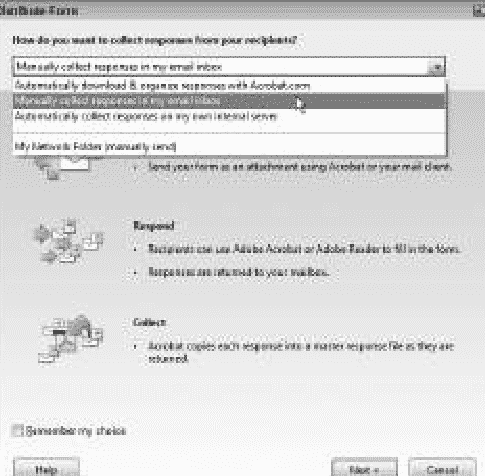 Distribute Form
How do you want to collect responses from your recipients?
Manually collect responses in my email inbox
Automatically download & organize responses with Acrobat.com
Manually collect responses in my email inbox
Automatically collect responses on my own internal server
My Network Folder (manually send)
• Send your form as an attachment using Acrobat or your mail client.
Respond
• Recipients can use Adobe Acrobat or Adobe Reader to fill in the form.
• Responses are returned to your mailbox.
Collect
• Acrobat copies each response into a master response file as they are
returned.
Remember my choice
Help
Next >
Cancel